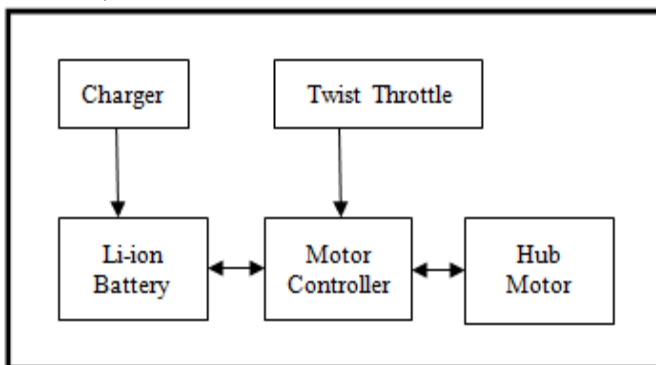 Charger
Twist Throttle
Li-ion
Battery
Motor
Controller
Hub
Motor